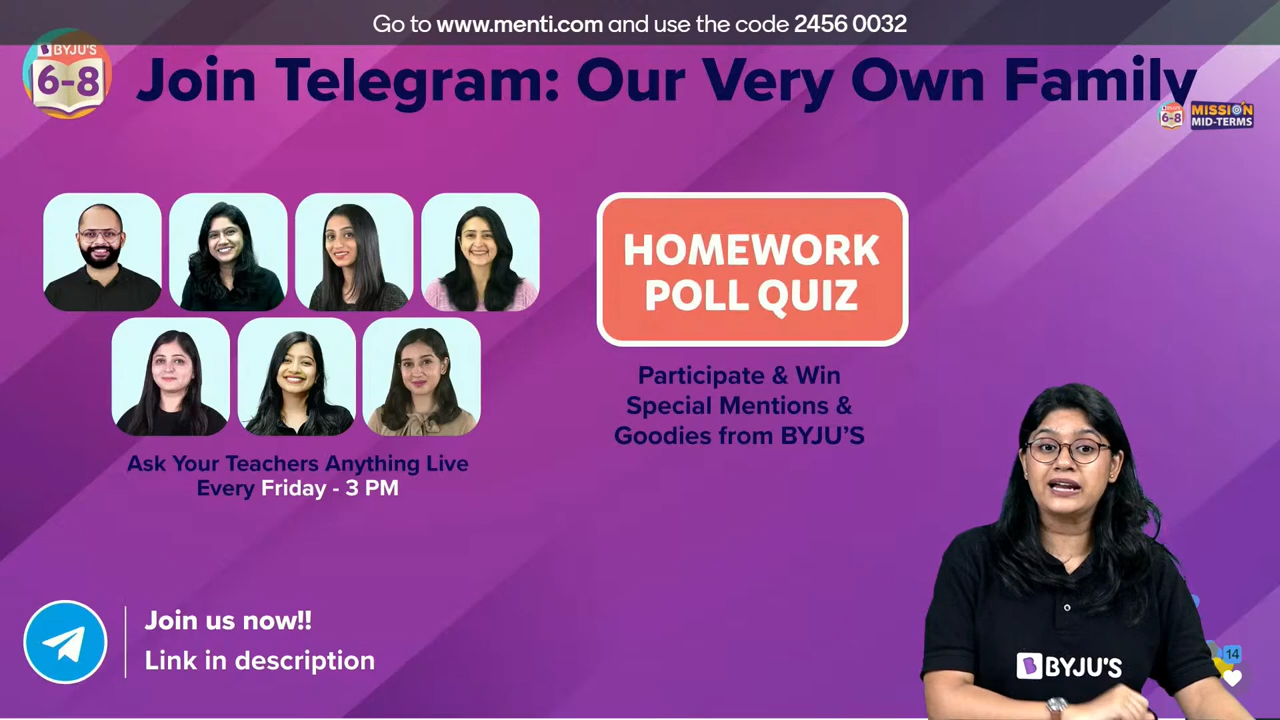 Go to www.menti.com and use the code 2456 0032
BYJU'S
6-8
Join Telegram: Our Very Own Family
6-8
MISSION
MID-TERMS
HOMEWORK
POLL QUIZ
Participate & Win
Special Mentions &
Goodies from BYJU'S
Ask Your Teachers Anything Live
Every Friday - 3 PM
Join us now!!
Link in description
BYJU'S
14